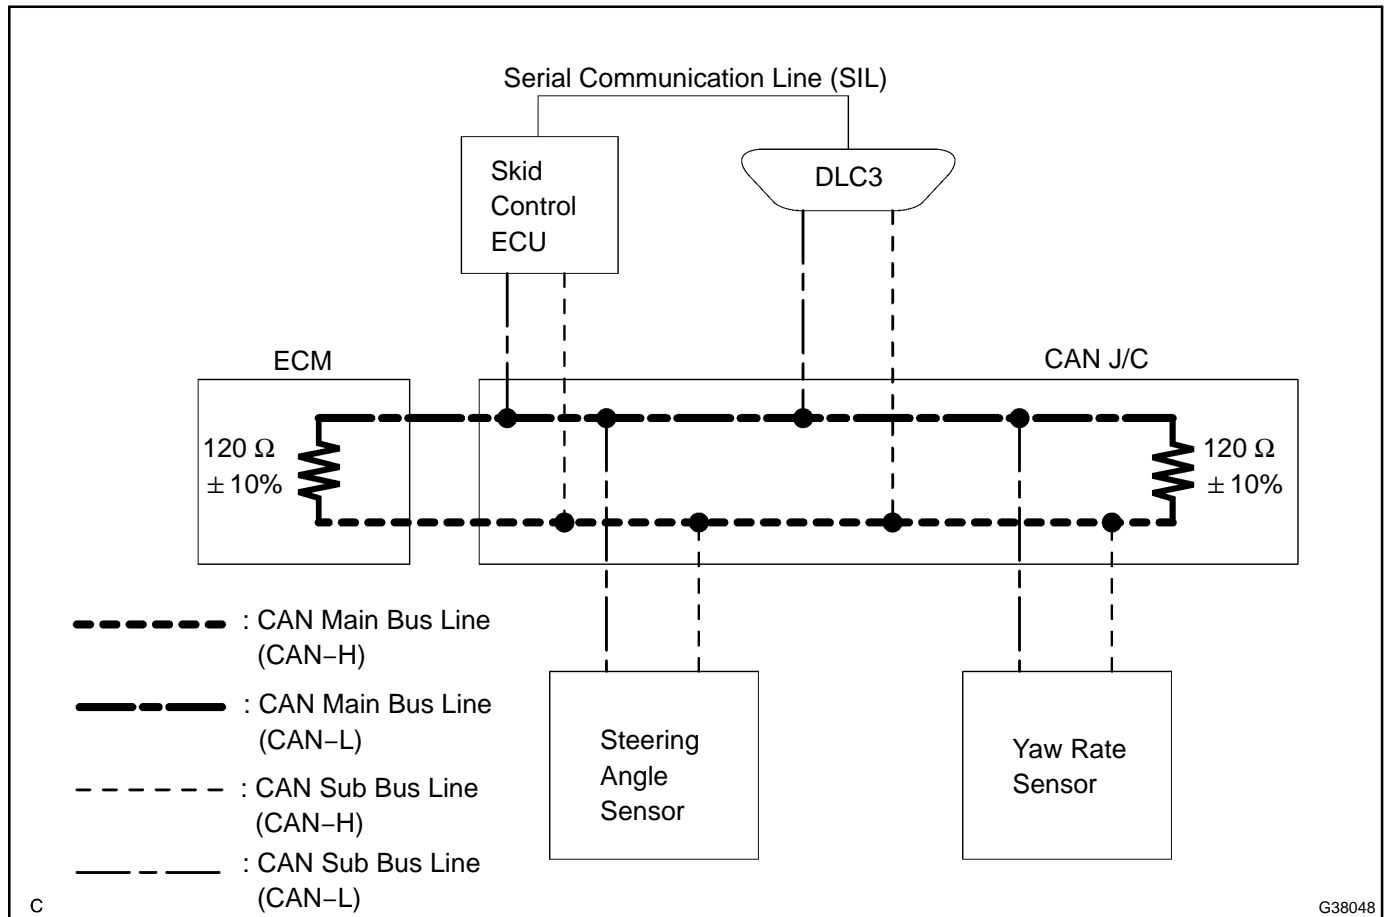 Serial Communication Line (SIL)
Skid
Control
ECU
DLC3
ECM
CAN J/C
120 Ω
± 10%
120 Ω
± 10%
: CAN Main Bus Line
(CAN−H)
: CAN Main Bus Line
(CAN−L)
: CAN Sub Bus Line
(CAN−H)
: CAN Sub Bus Line
(CAN−L)
Steering
Angle
Sensor
Yaw Rate
Sensor
C
G38048